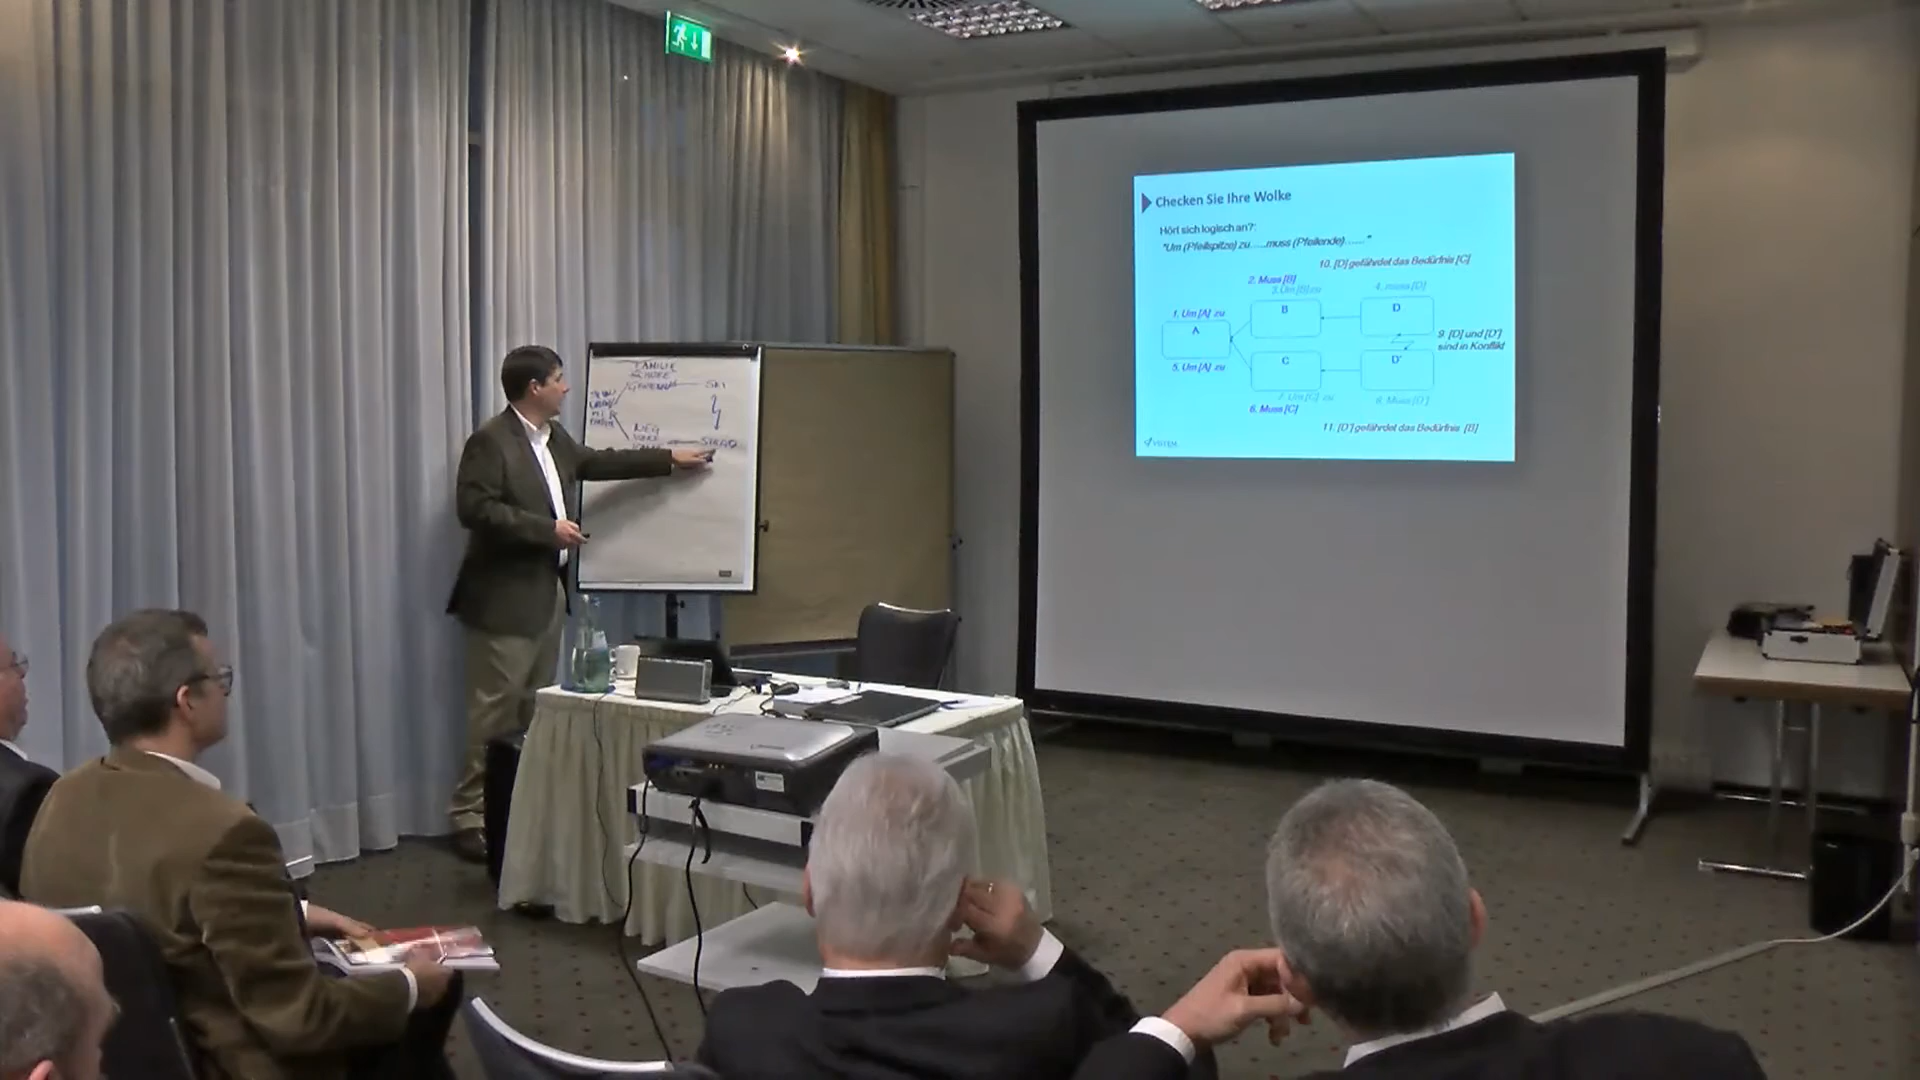 FAMILIE
SKI
Checken Sie Ihre Wolke
Hört sich logisch an?:
"Um (Pfeilspitze) zu......muss (Pfeilende)......"
10. [D] gefährdet das Bedürfnis [C]
2. Muss [B]
3. Um [B] zu
4. muss [D]
1. Um [A] zu
B
D
A
9. [D] und [D']
sind in Konflikt
C
D'
5. Um [A] zu
7. Um [C] zu
8. Muss [D']
6. Muss [C]
11. [D'] gefährdet das Bedürfnis [B]
VISTEM